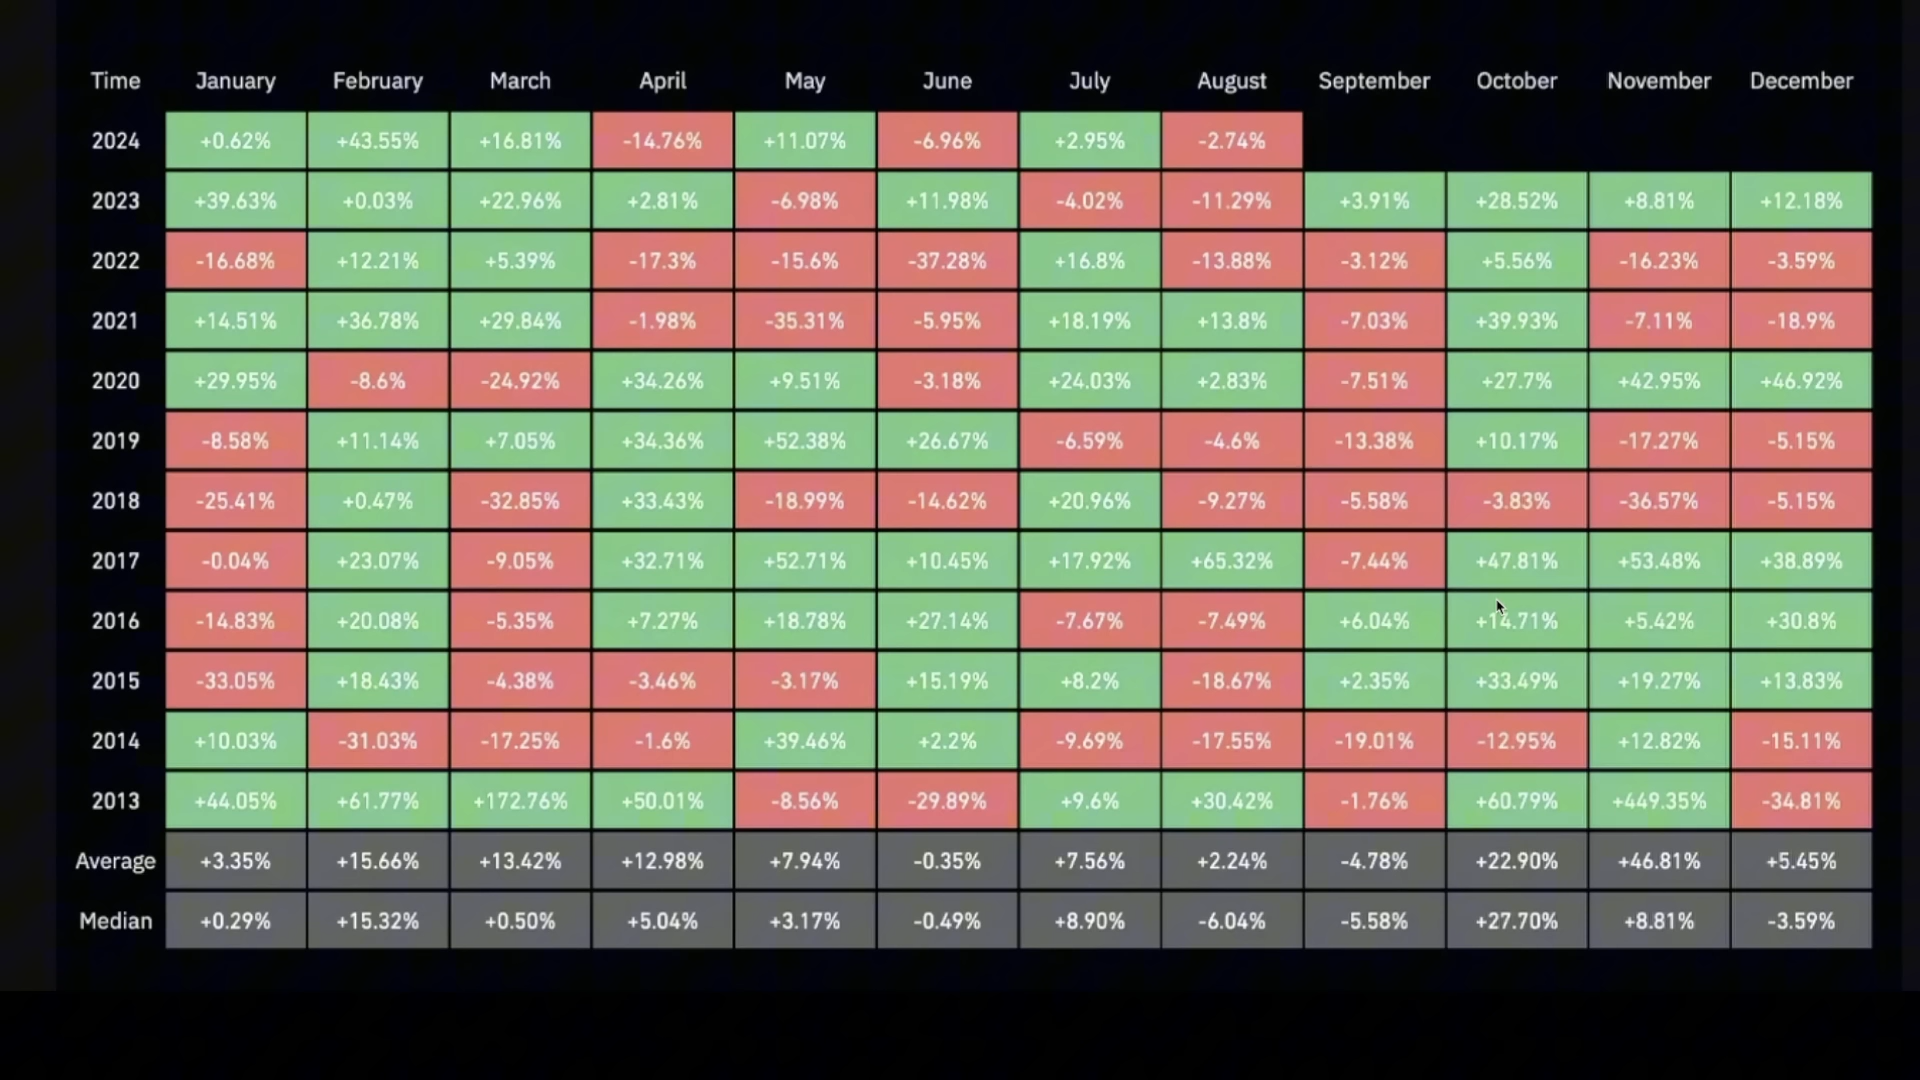 Time January February March April May June July August September October November December
2024 +0.62% +43.55% +16.81% -14.76% +11.07% -6.96% +2.95% -2.74%
2023 +39.63% +0.03% +22.96% +2.81% -6.98% +11.98% -4.02% -11.29% +3.91% +28.52% +8.81% +12.18%
2022 -16.68% +12.21% +5.39% -17.3% -15.6% -37.28% +16.8% -13.88% -3.12% +5.56% -16.23% -3.59%
2021 +14.51% +36.78% +29.84% -1.98% -35.31% -5.95% +18.19% +13.8% -7.03% +39.93% -7.11% -18.9%
2020 +29.95% -8.6% -24.92% +34.26% +9.51% -3.18% +24.03% +2.83% -7.51% +27.7% +42.95% +46.92%
2019 -8.58% +11.14% +7.05% +34.36% +52.38% +26.67% -6.59% -4.6% -13.38% +10.17% -17.27% -5.15%
2018 -25.41% +0.47% -32.85% +33.43% -18.99% -14.62% +20.96% -9.27% -5.58% -3.83% -36.57% -5.15%
2017 -0.04% +23.07% -9.05% +32.71% +52.71% +10.45% +17.92% +65.32% -7.44% +47.81% +53.48% +38.89%
2016 -14.83% +20.08% -5.35% +7.27% +18.78% +27.14% -7.67% -7.49% +6.04% +14.71% +5.42% +30.8%
2015 -33.05% +18.43% -4.38% -3.46% -3.17% +15.19% +8.2% -18.67% +2.35% +33.49% +19.27% +13.83%
2014 +10.03% -31.03% -17.25% -1.6% +39.46% +2.2% -9.69% -17.55% -19.01% -12.95% +12.82% -15.11%
2013 +44.05% +61.77% +172.76% +50.01% -8.56% -29.89% +9.6% +30.42% -1.76% +60.79% +449.35% -34.81%
Average +3.35% +15.66% +13.42% +12.98% +7.94% -0.35% +7.56% +2.24% -4.78% +22.90% +46.81% +5.45%
Median +0.29% +15.32% +0.50% +5.04% +3.17% -0.49% +8.90% -6.04% -5.58% +27.70% +8.81% -3.59%